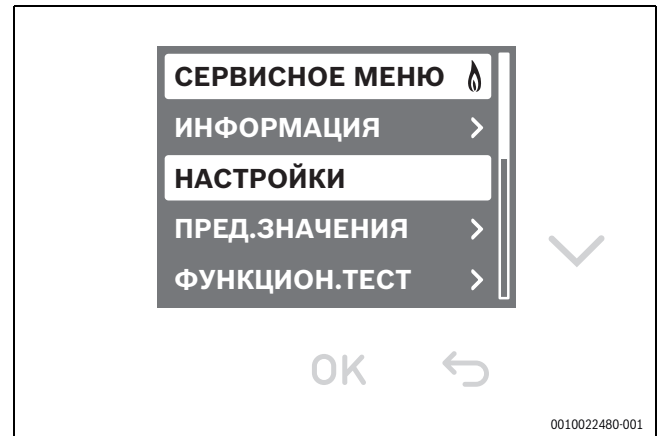 СЕРВИСНОЕ МЕНЮ
ИНФОРМАЦИЯ >
НАСТРОЙКИ
ПРЕД.ЗНАЧЕНИЯ >
ФУНКЦИОН.ТЕСТ >
OK
0010022480-001